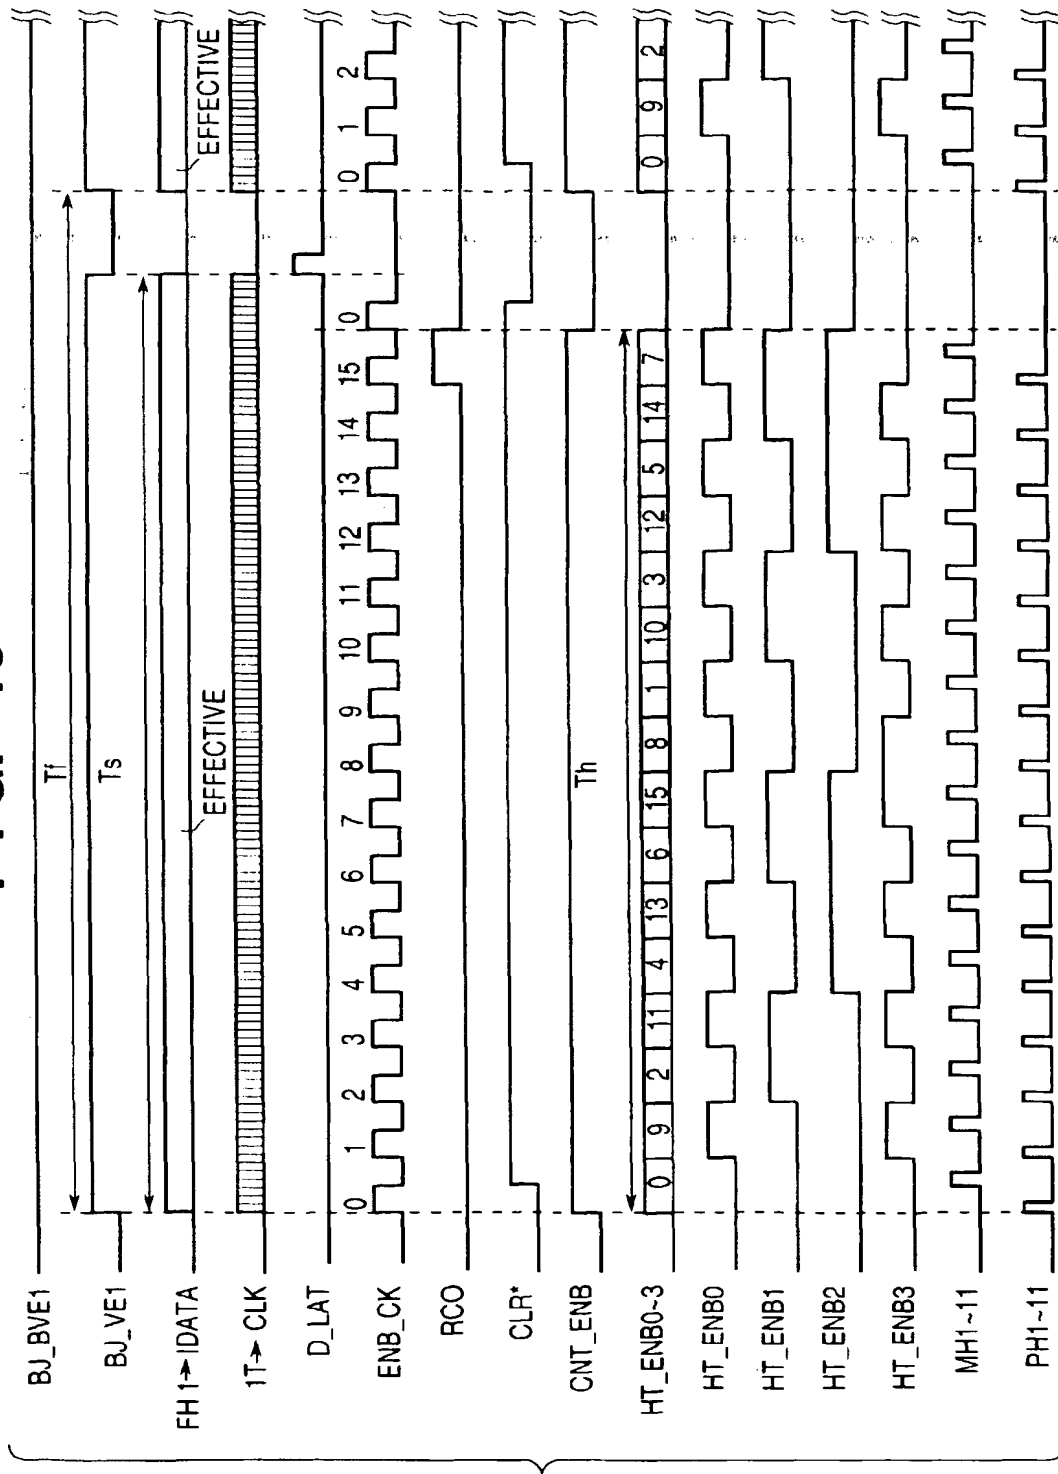 BJ_BVE1
Tf
BJ_VE1
Ts
FH 1→IDATA
EFFECTIVE
EFFECTIVE
1T→ CLK
D_LAT
ENB_CK
0 1 2 3 4 5 6 7 8 9 10 11 12 13 14 15 0 0 1 2
RCO
CLR*
CNT_ENB
Th
HT_ENB0~3
0 9 2 11 4 13 6 15 8 1 10 3 12 5 14 7 0 9 2
HT_ENB0
HT_ENB1
HT_ENB2
HT_ENB3
MH1~11
PH1~11